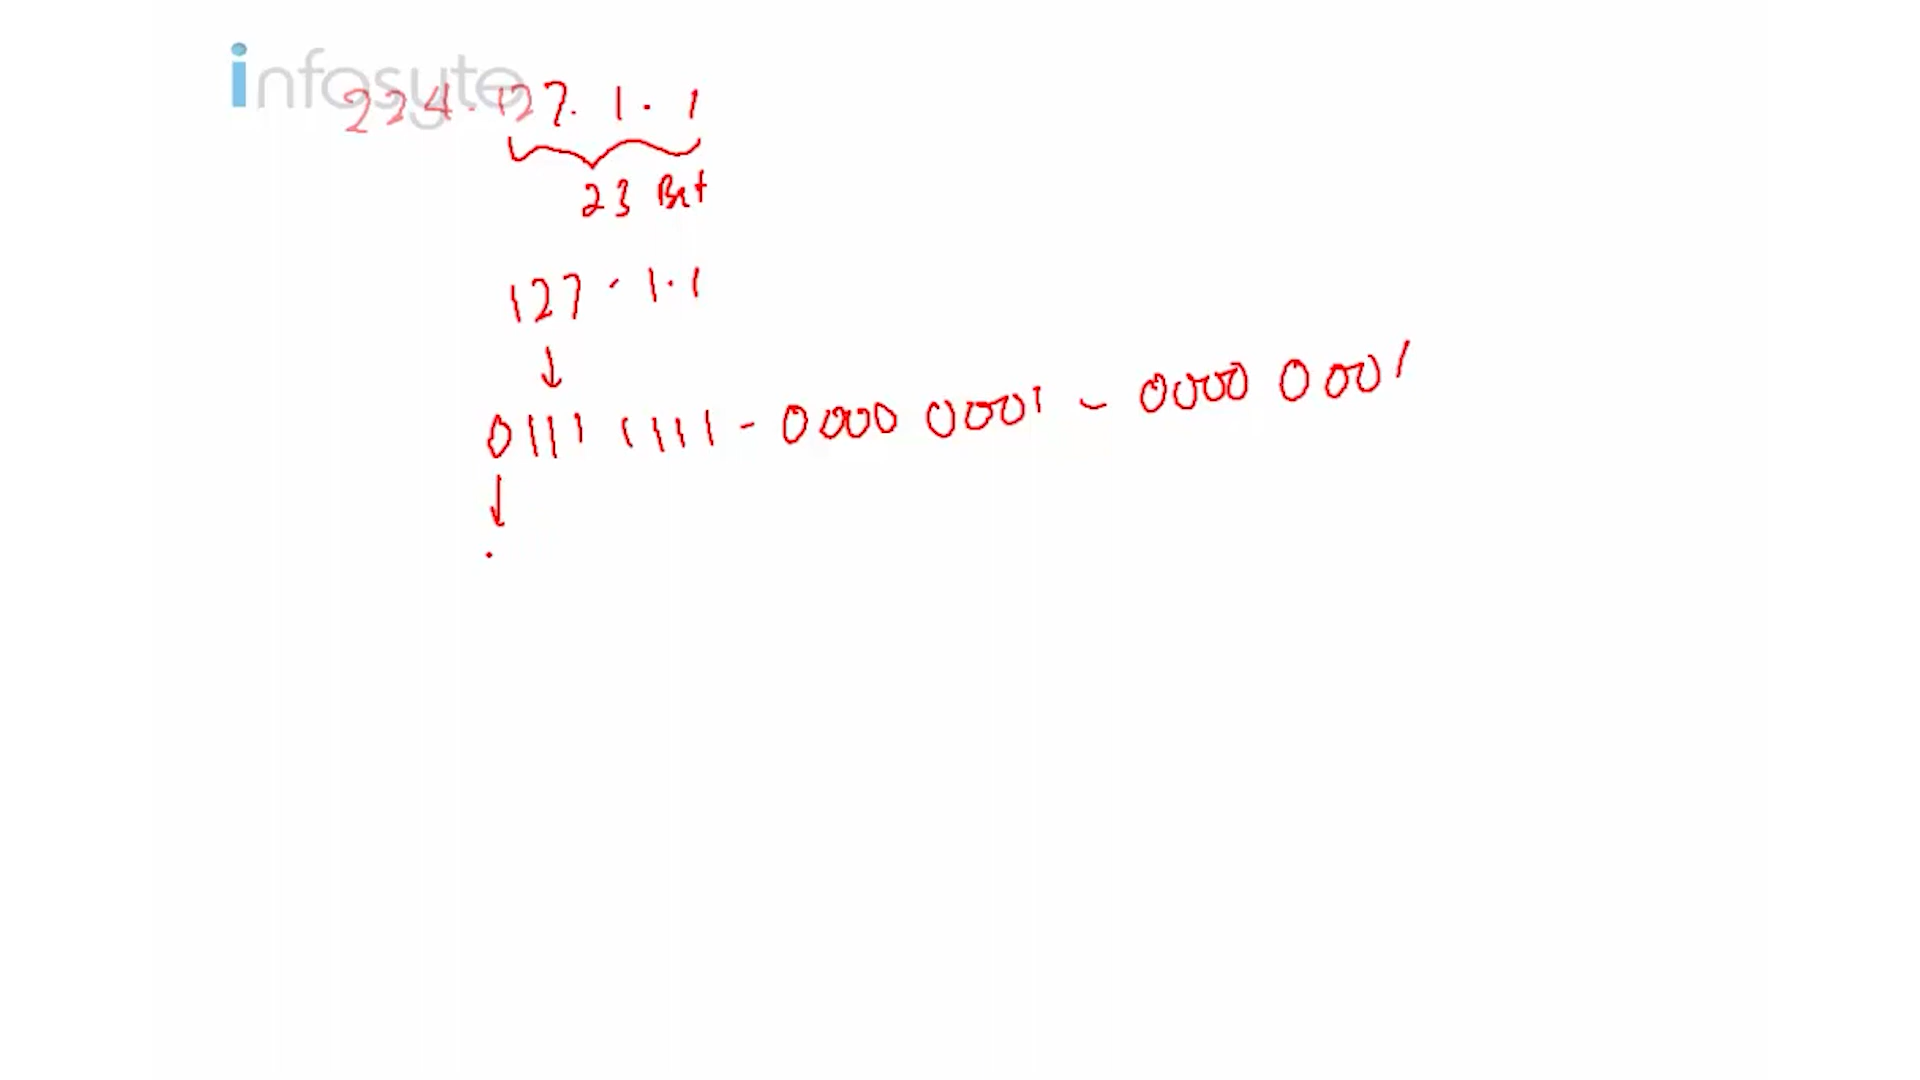 infosyte
224.127.1.1
23 Bit
127.1.1
0111 1111 - 0000 0001 - 0000 0001